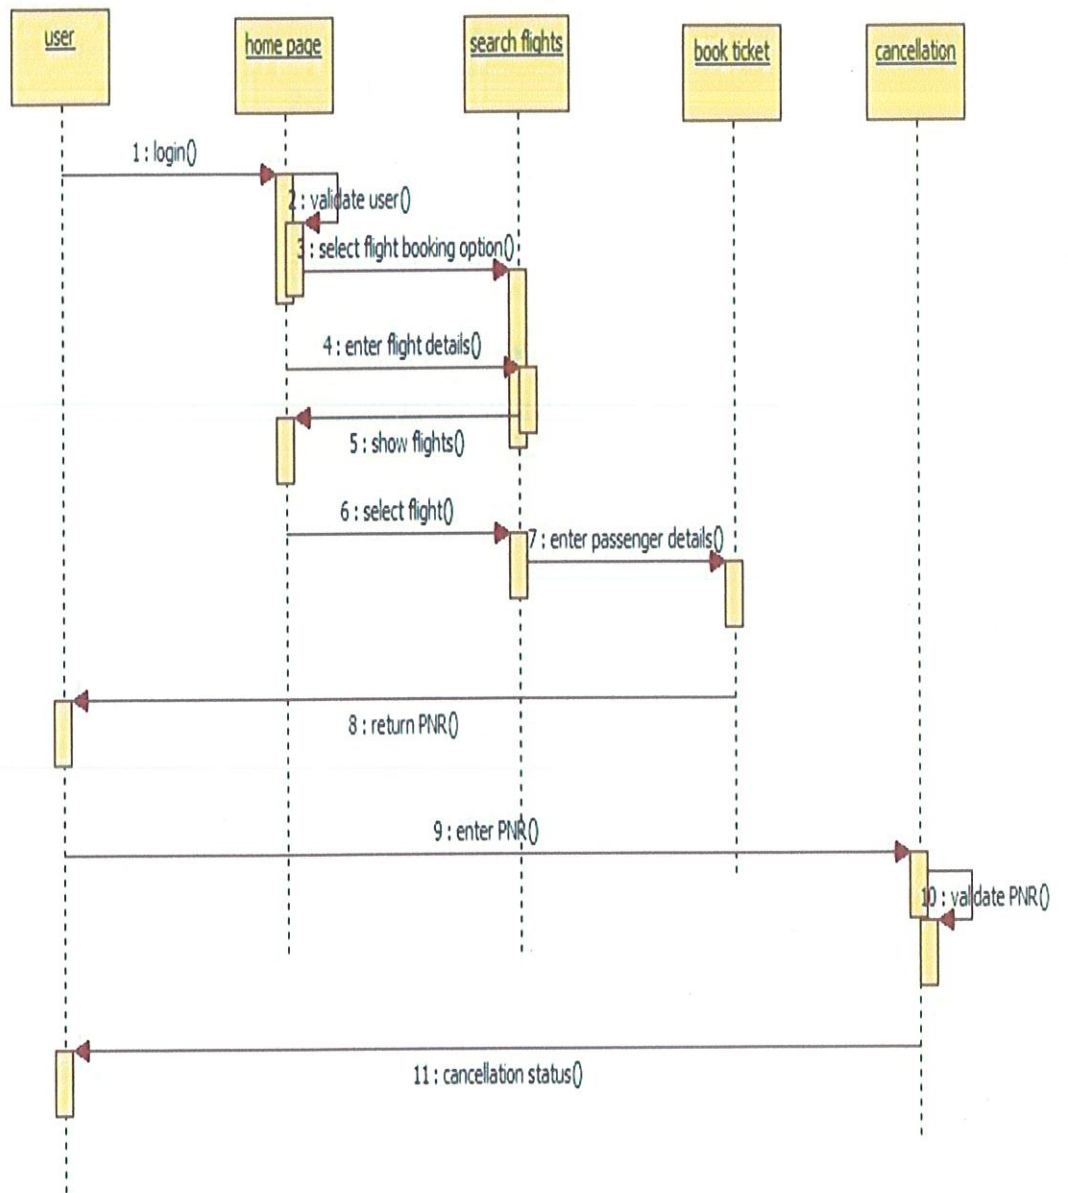 user
home page
search flights
book ticket
cancellation
1 : login()
2 : validate user()
3 : select flight booking option()
4 : enter flight details()
5 : show flights()
6 : select flight()
7 : enter passenger details()
8 : return PNR()
9 : enter PNR()
10 : validate PNR()
11 : cancellation status()